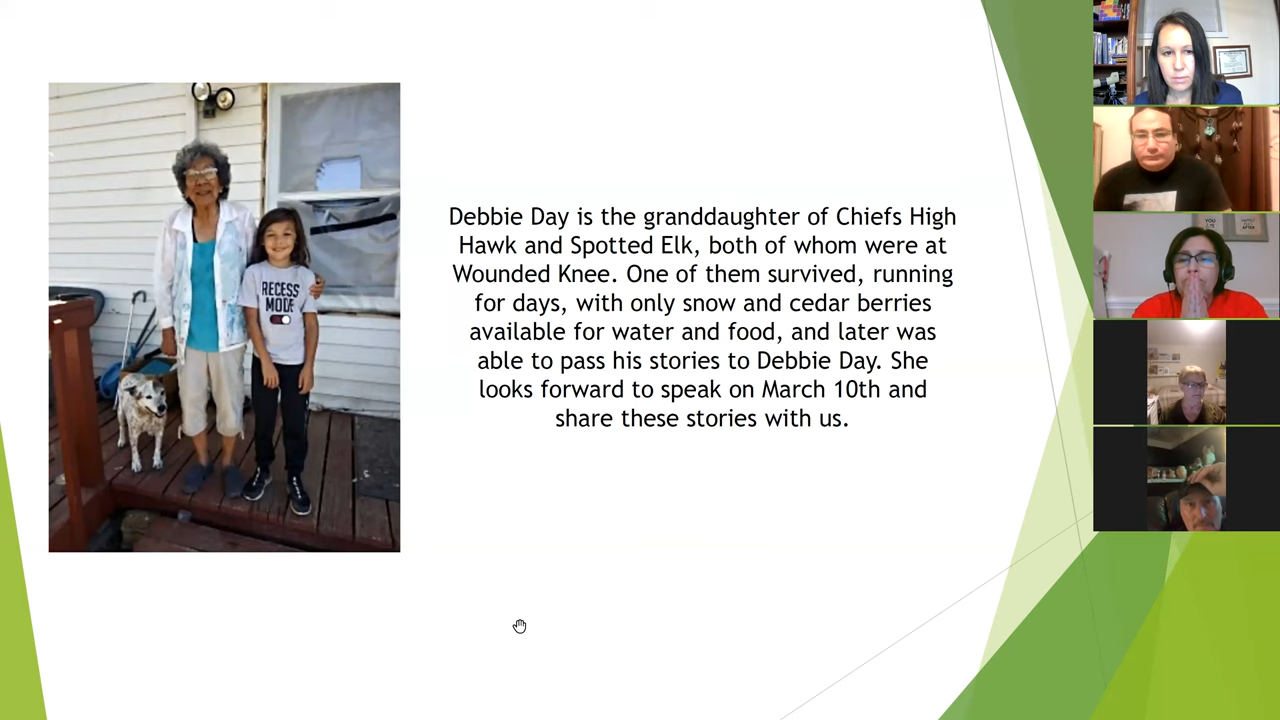 Debbie Day is the granddaughter of Chiefs High
Hawk and Spotted Elk, both of whom were at
Wounded Knee. One of them survived, running
for days, with only snow and cedar berries
available for water and food, and later was
able to pass his stories to Debbie Day. She
looks forward to speak on March 10th and
share these stories with us.
RECESS
MODE